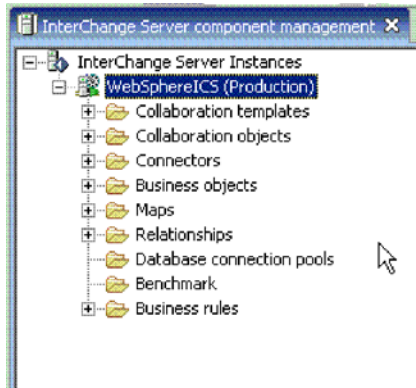 InterChange Server component management
InterChange Server Instances
WebSphereICS (Production)
Collaboration templates
Collaboration objects
Connectors
Business objects
Maps
Relationships
Database connection pools
Benchmark
Business rules